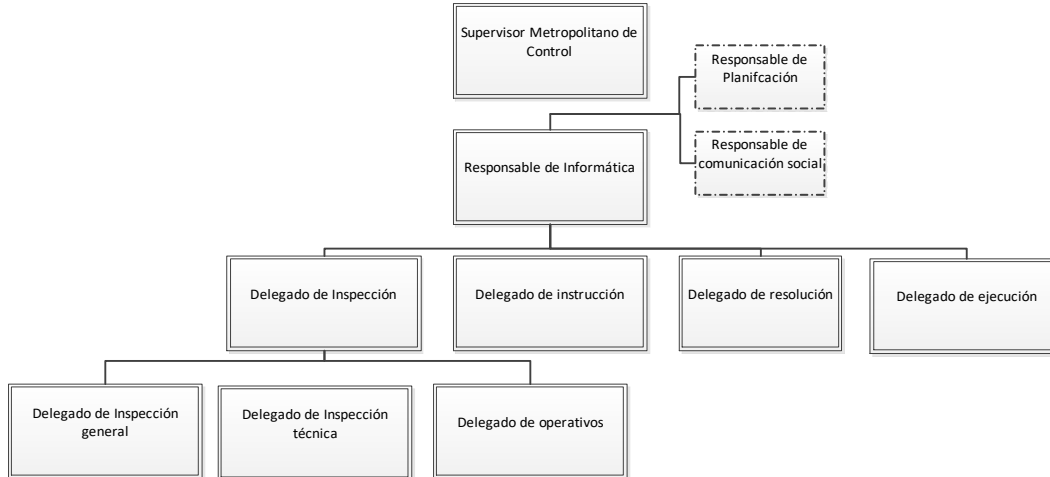 Supervisor Metropolitano de
Control
Responsable de
Planifcación
Responsable de
comunicación social
Responsable de Informática
Delegado de Inspección
Delegado de instrucción
Delegado de resolución
Delegado de ejecución
Delegado de Inspección
general
Delegado de Inspección
técnica
Delegado de operativos